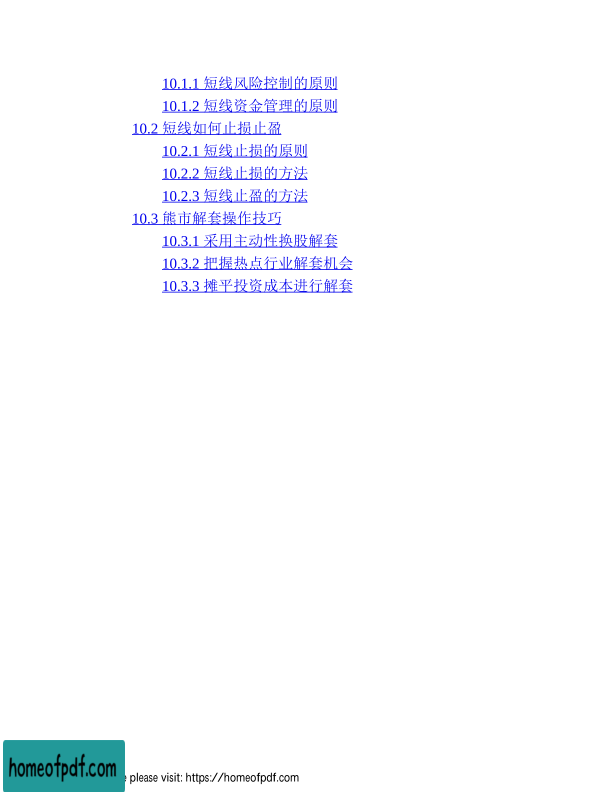 10.1.1 短线风险控制的原则
10.1.2 短线资金管理的原则
10.2 短线如何止损止盈
10.2.1 短线止损的原则
10.2.2 短线止损的方法
10.2.3 短线止盈的方法
10.3 熊市解套操作技巧
10.3.1 采用主动性换股解套
10.3.2 把握热点行业解套机会
10.3.3 摊平投资成本进行解套
homeofpdf.com
please visit: https://homeofpdf.com